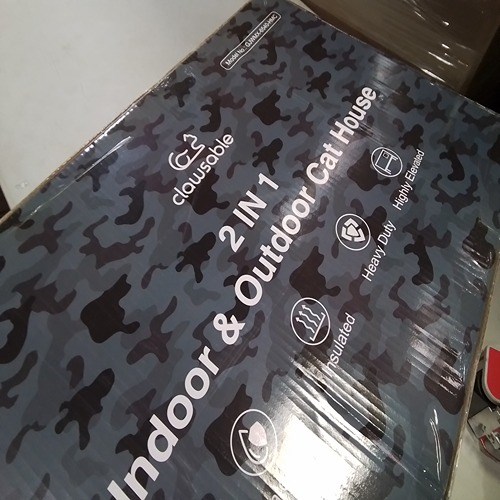 clawsable
2 IN 1
Indoor & Outdoor Cat House
Insulated
Heavy Duty
Highly Elevated